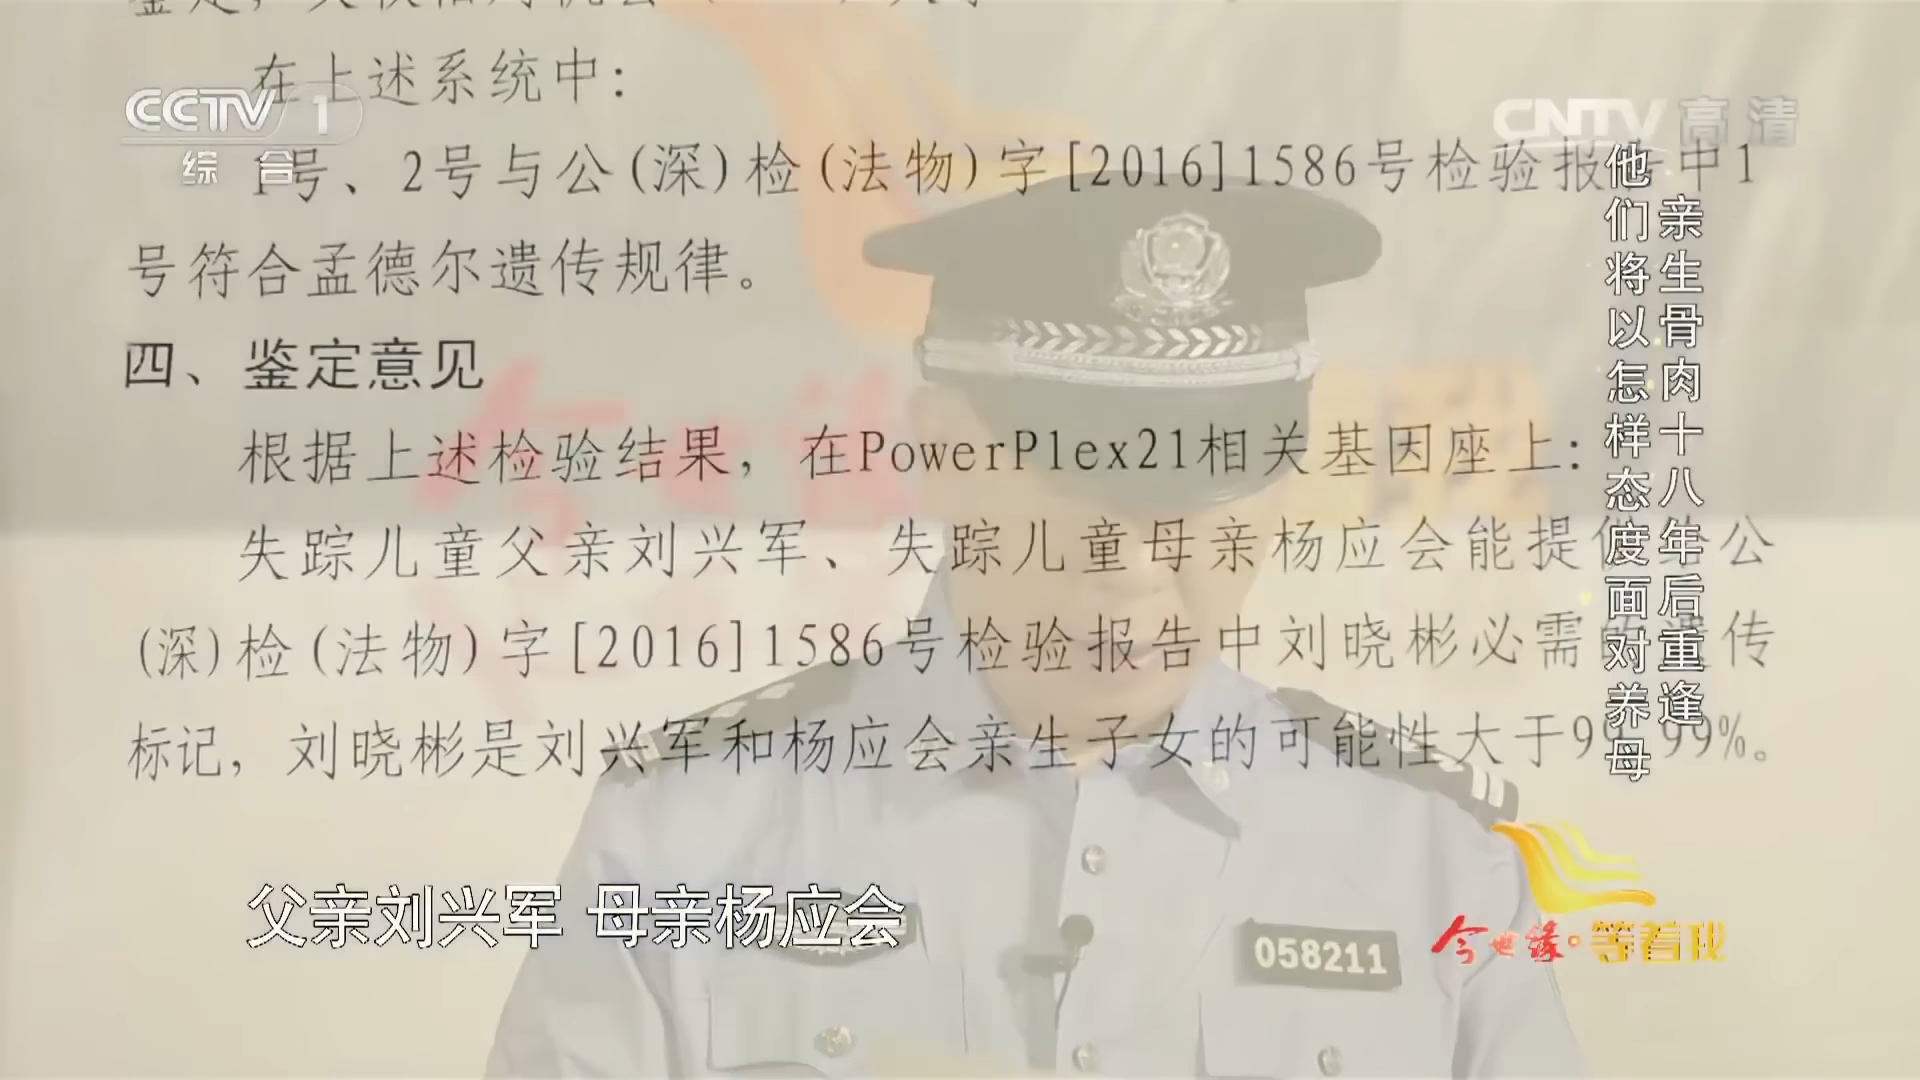 在上述系统中：
1号、2号与公(深)检(法物)字[2016]1586号检验报告中1
号符合孟德尔遗传规律。
四、鉴定意见
根据上述检验结果，在PowerPlex21相关基因座上：
失踪儿童父亲刘兴军、失踪儿童母亲杨应会能提供给公
(深)检(法物)字[2016]1586号检验报告中刘晓彬必需的遗传
标记，刘晓彬是刘兴军和杨应会亲生子女的可能性大于99.99%。
CCTV 1
综合
CNTV 高清
亲生骨肉十八年后重逢
他们将以怎样态度面对养母
父亲刘兴军 母亲杨应会
058211
今世缘·等着我